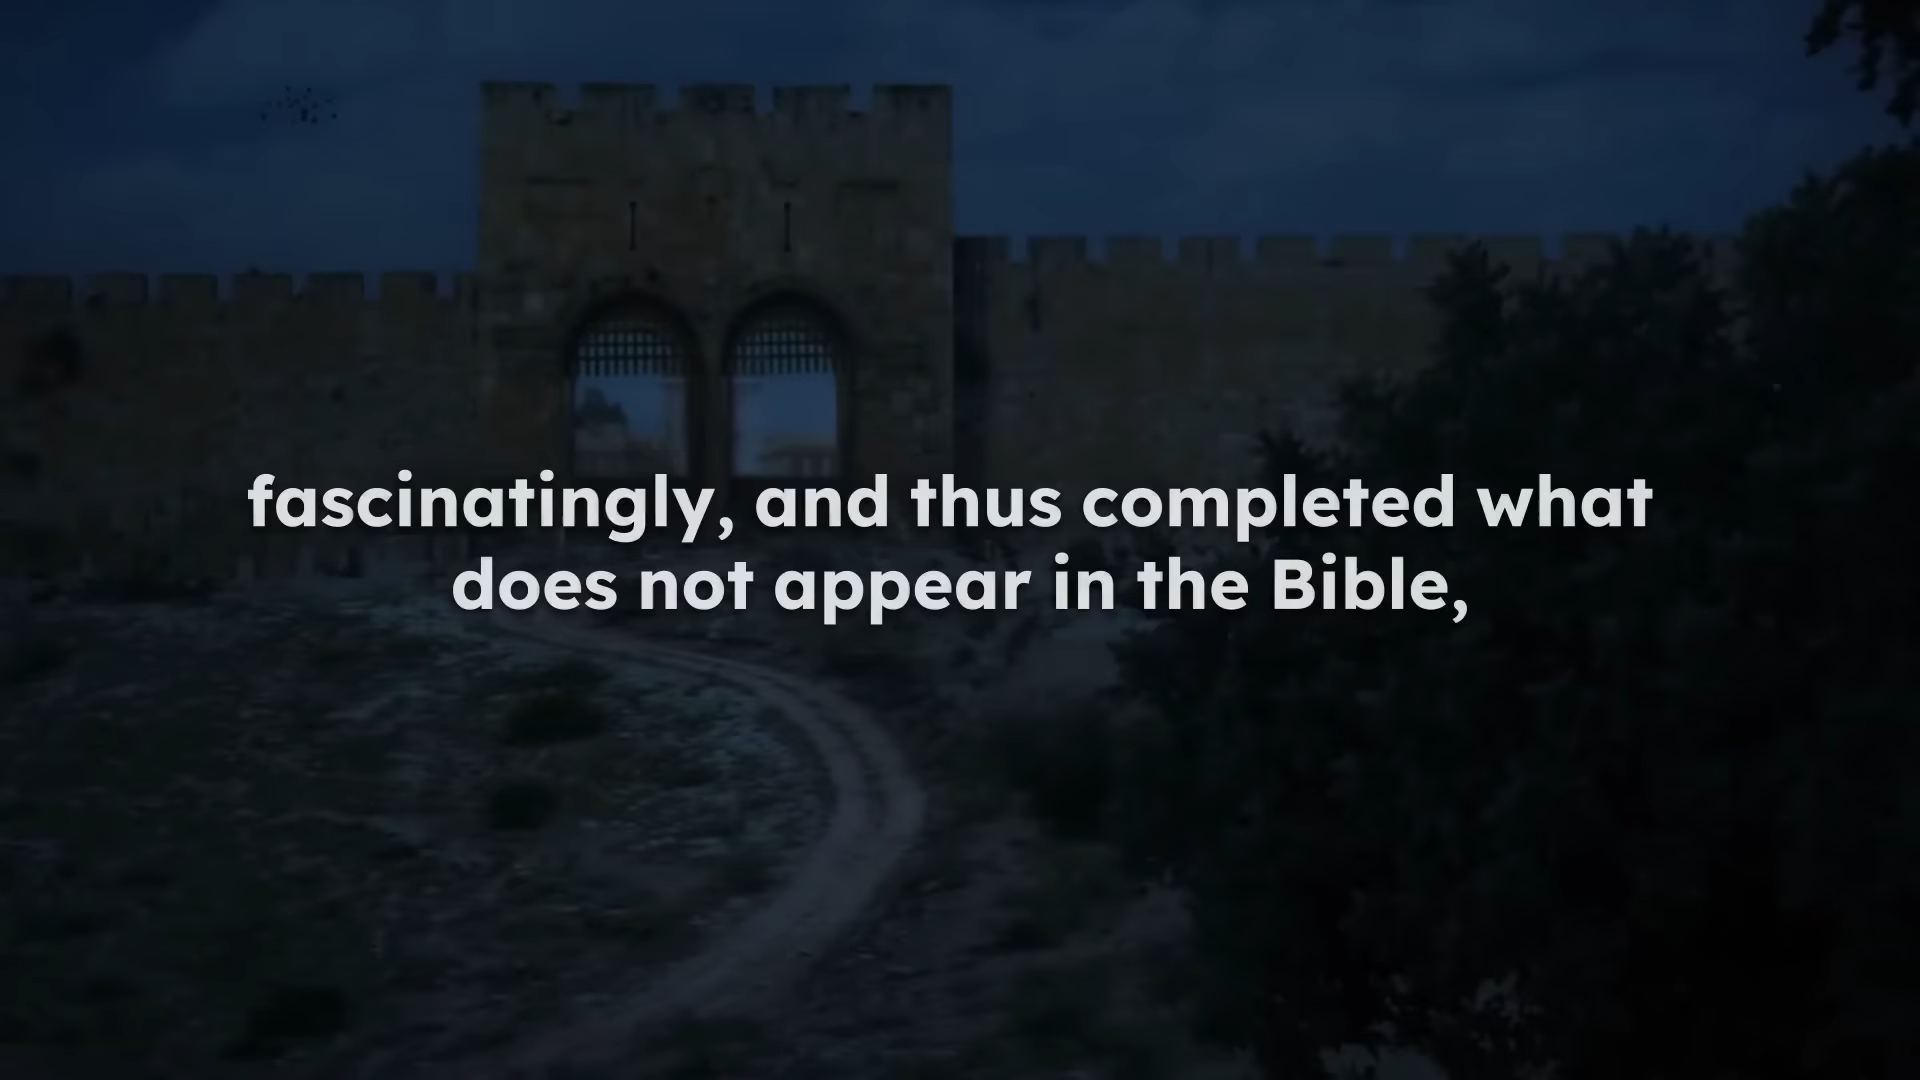 fascinatingly, and thus completed what
does not appear in the Bible,